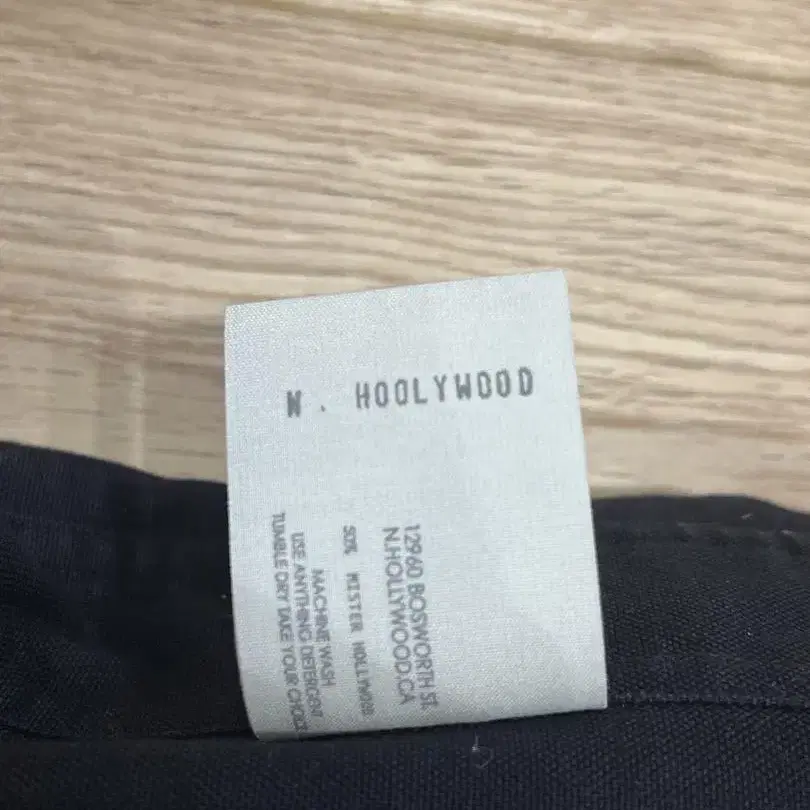 N. HOOLYWOOD
12960 BOSWORTH ST.
N.HOLLYWOOD.CA
50% MISTER HOLLYWOOD
MACHINE WASH
USE ANYTHING DETERGENT
TUMBLE DRY TAKE YOUR CHOICE